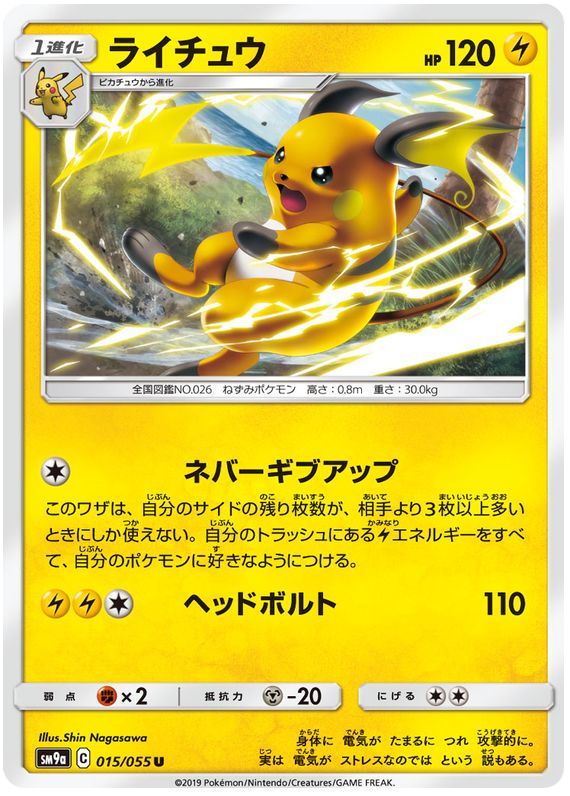 1進化 ライチュウ HP 120
ピカチュウから進化
全国図鑑NO.026 ねずみポケモン 高さ:0.8m 重さ:30.0kg
ネバーギブアップ
このワザは、自分のサイドの残り枚数が、相手より3枚以上多い
ときにしか使えない。自分のトラッシュにあるエネルギーをすべ
て、自分のポケモンに好きなようにつける。
ヘッドボルト 110
弱点 ×2 抵抗力 -20 にげる
Illus.Shin Nagasawa
sm9a C 015/055 U
身体に 電気が たまるに つれ 攻撃的に。
実は 電気が ストレスなのでは という 説もある。
©2019 Pokémon/Nintendo/Creatures/GAME FREAK.